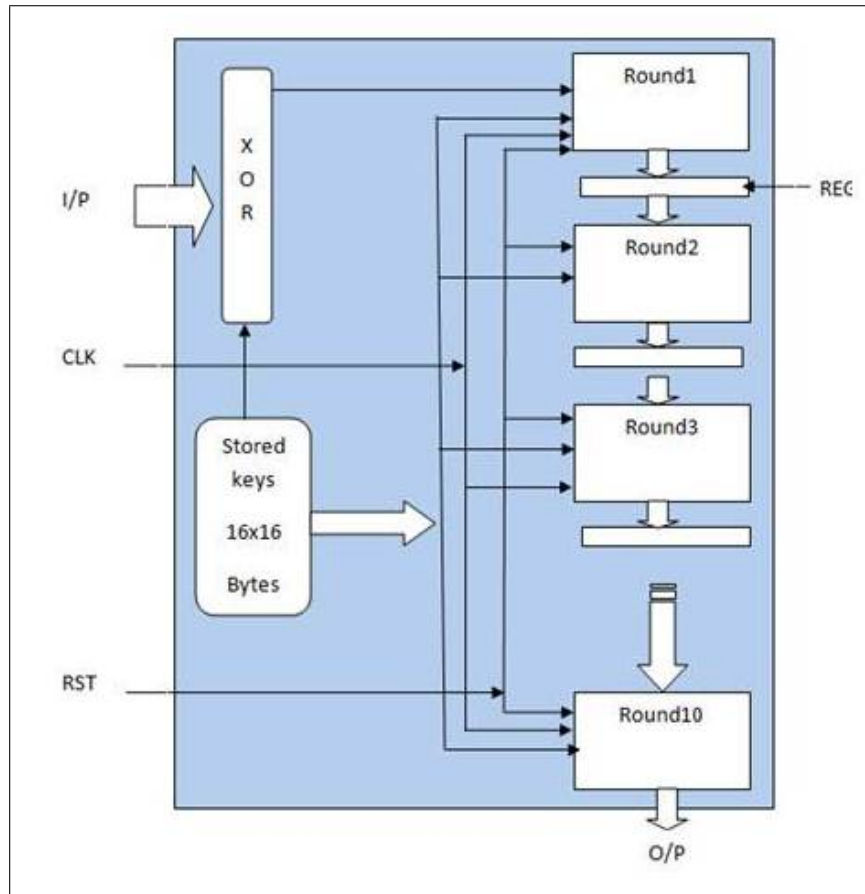 Round1
X
O
R
I/P
REG
Round2
CLK
Round3
Stored
keys
16x16
Bytes
RST
Round10
O/P